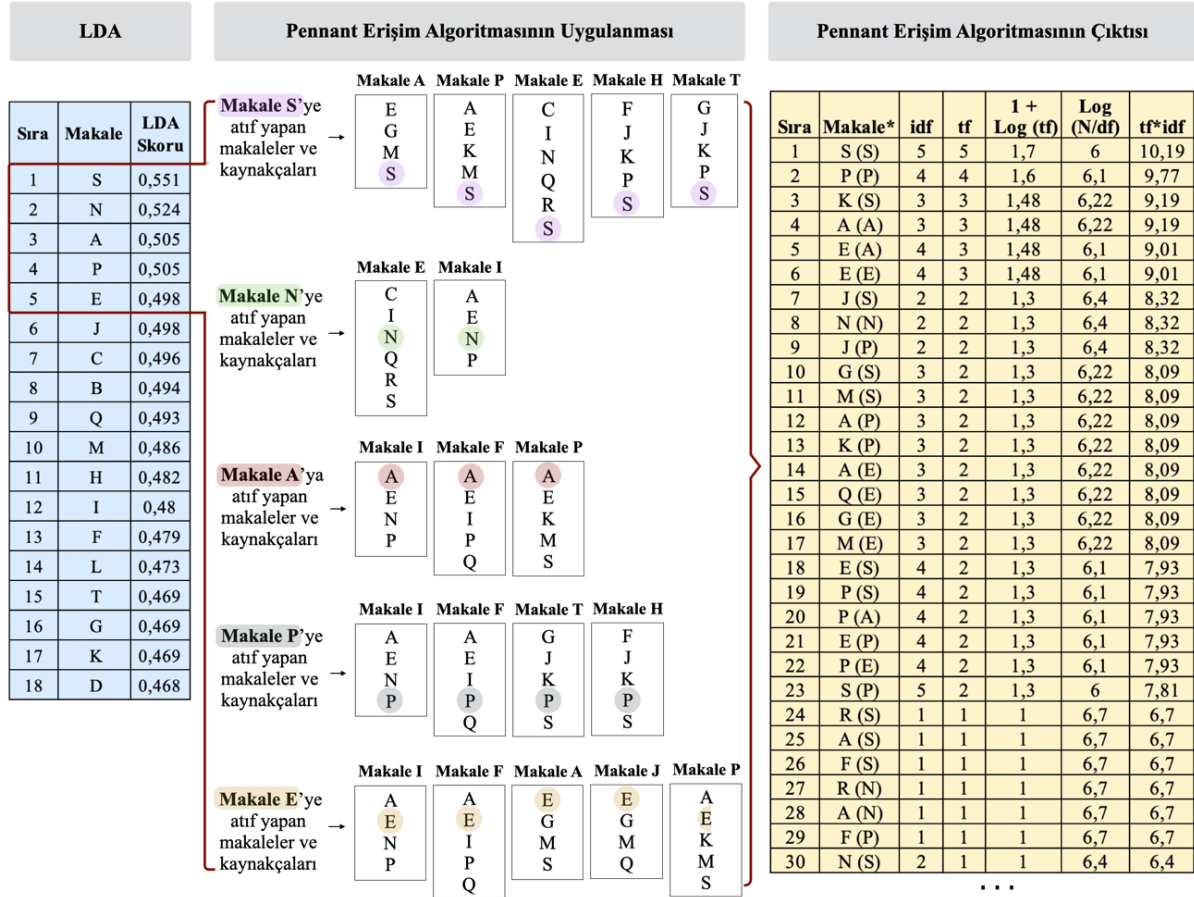 LDA
Sıra Makale LDA
Skoru
1 S 0,551
2 N 0,524
3 A 0,505
4 P 0,505
5 E 0,498
6 J 0,498
7 C 0,496
8 B 0,494
9 Q 0,493
10 M 0,486
11 H 0,482
12 I 0,48
13 F 0,479
14 L 0,473
15 T 0,469
16 G 0,469
17 K 0,469
18 D 0,468
Pennant Erişim Algoritmasının Uygulanması
Makale S'ye
atıf yapan
makaleler ve
kaynakçaları
Makale A
E
G
M
S
Makale P
A
E
K
M
S
Makale E
C
I
N
Q
R
S
Makale H
F
J
K
P
S
Makale T
G
J
K
P
S
Makale N'ye
atıf yapan
makaleler ve
kaynakçaları
Makale E
C
I
N
Q
R
S
Makale I
A
E
N
P
Makale A'ya
atıf yapan
makaleler ve
kaynakçaları
Makale I
A
E
N
P
Makale F
A
E
I
P
Q
Makale P
A
E
K
M
S
Makale P'ye
atıf yapan
makaleler ve
kaynakçaları
Makale I
A
E
N
P
Makale F
A
E
I
P
Q
Makale T
G
J
K
P
S
Makale H
F
J
K
P
S
Makale E'ye
atıf yapan
makaleler ve
kaynakçaları
Makale I
A
E
N
P
Makale F
A
E
I
P
Q
Makale A
E
G
M
S
Makale J
E
G
M
Q
Makale P
A
E
K
M
S
Pennant Erişim Algoritmasının Çıktısı
Sıra Makale* idf tf 1 + Log (tf) Log (N/df) tf*idf
1 S (S) 5 5 1,7 6 10,19
2 P (P) 4 4 1,6 6,1 9,77
3 K (S) 3 3 1,48 6,22 9,19
4 A (A) 3 3 1,48 6,22 9,19
5 E (A) 4 3 1,48 6,1 9,01
6 E (E) 4 3 1,48 6,1 9,01
7 J (S) 2 2 1,3 6,4 8,32
8 N (N) 2 2 1,3 6,4 8,32
9 J (P) 2 2 1,3 6,4 8,32
10 G (S) 3 2 1,3 6,22 8,09
11 M (S) 3 2 1,3 6,22 8,09
12 A (P) 3 2 1,3 6,22 8,09
13 K (P) 3 2 1,3 6,22 8,09
14 A (E) 3 2 1,3 6,22 8,09
15 Q (E) 3 2 1,3 6,22 8,09
16 G (E) 3 2 1,3 6,22 8,09
17 M (E) 3 2 1,3 6,22 8,09
18 E (S) 4 2 1,3 6,1 7,93
19 P (S) 4 2 1,3 6,1 7,93
20 P (A) 4 2 1,3 6,1 7,93
21 E (P) 4 2 1,3 6,1 7,93
22 P (E) 4 2 1,3 6,1 7,93
23 S (P) 5 2 1,3 6 7,81
24 R (S) 1 1 1 6,7 6,7
25 A (S) 1 1 1 6,7 6,7
26 F (S) 1 1 1 6,7 6,7
27 R (N) 1 1 1 6,7 6,7
28 A (N) 1 1 1 6,7 6,7
29 F (P) 1 1 1 6,7 6,7
30 N (S) 2 1 1 6,4 6,4
. . .